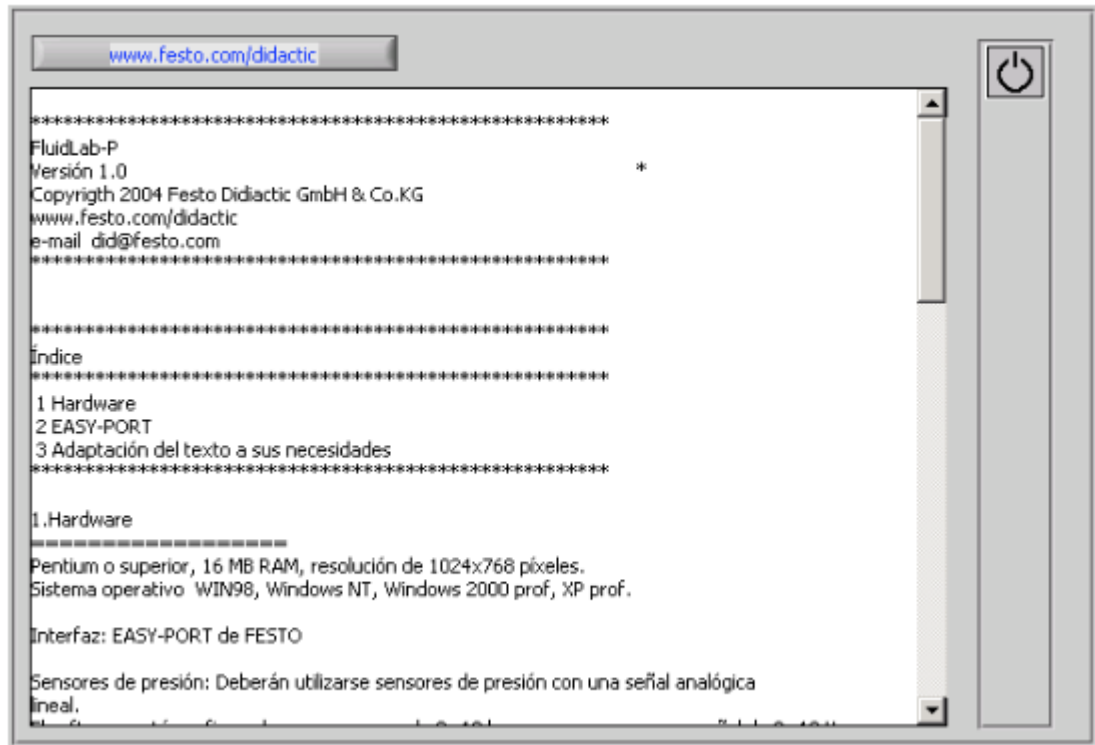 www.festo.com/didactic
*****************************************************
FluidLab-P
Versión 1.0 *
Copyrigth 2004 Festo Didiactic GmbH & Co.KG
www.festo.com/didactic
e-mail did@festo.com
*****************************************************
*****************************************************
Índice
*****************************************************
1 Hardware
2 EASY-PORT
3 Adaptación del texto a sus necesidades
*****************************************************
1.Hardware
==================
Pentium o superior, 16 MB RAM, resolución de 1024x768 píxeles.
Sistema operativo WIN98, Windows NT, Windows 2000 prof, XP prof.
Interfaz: EASY-PORT de FESTO
Sensores de presión: Deberán utilizarse sensores de presión con una señal analógica
lineal.